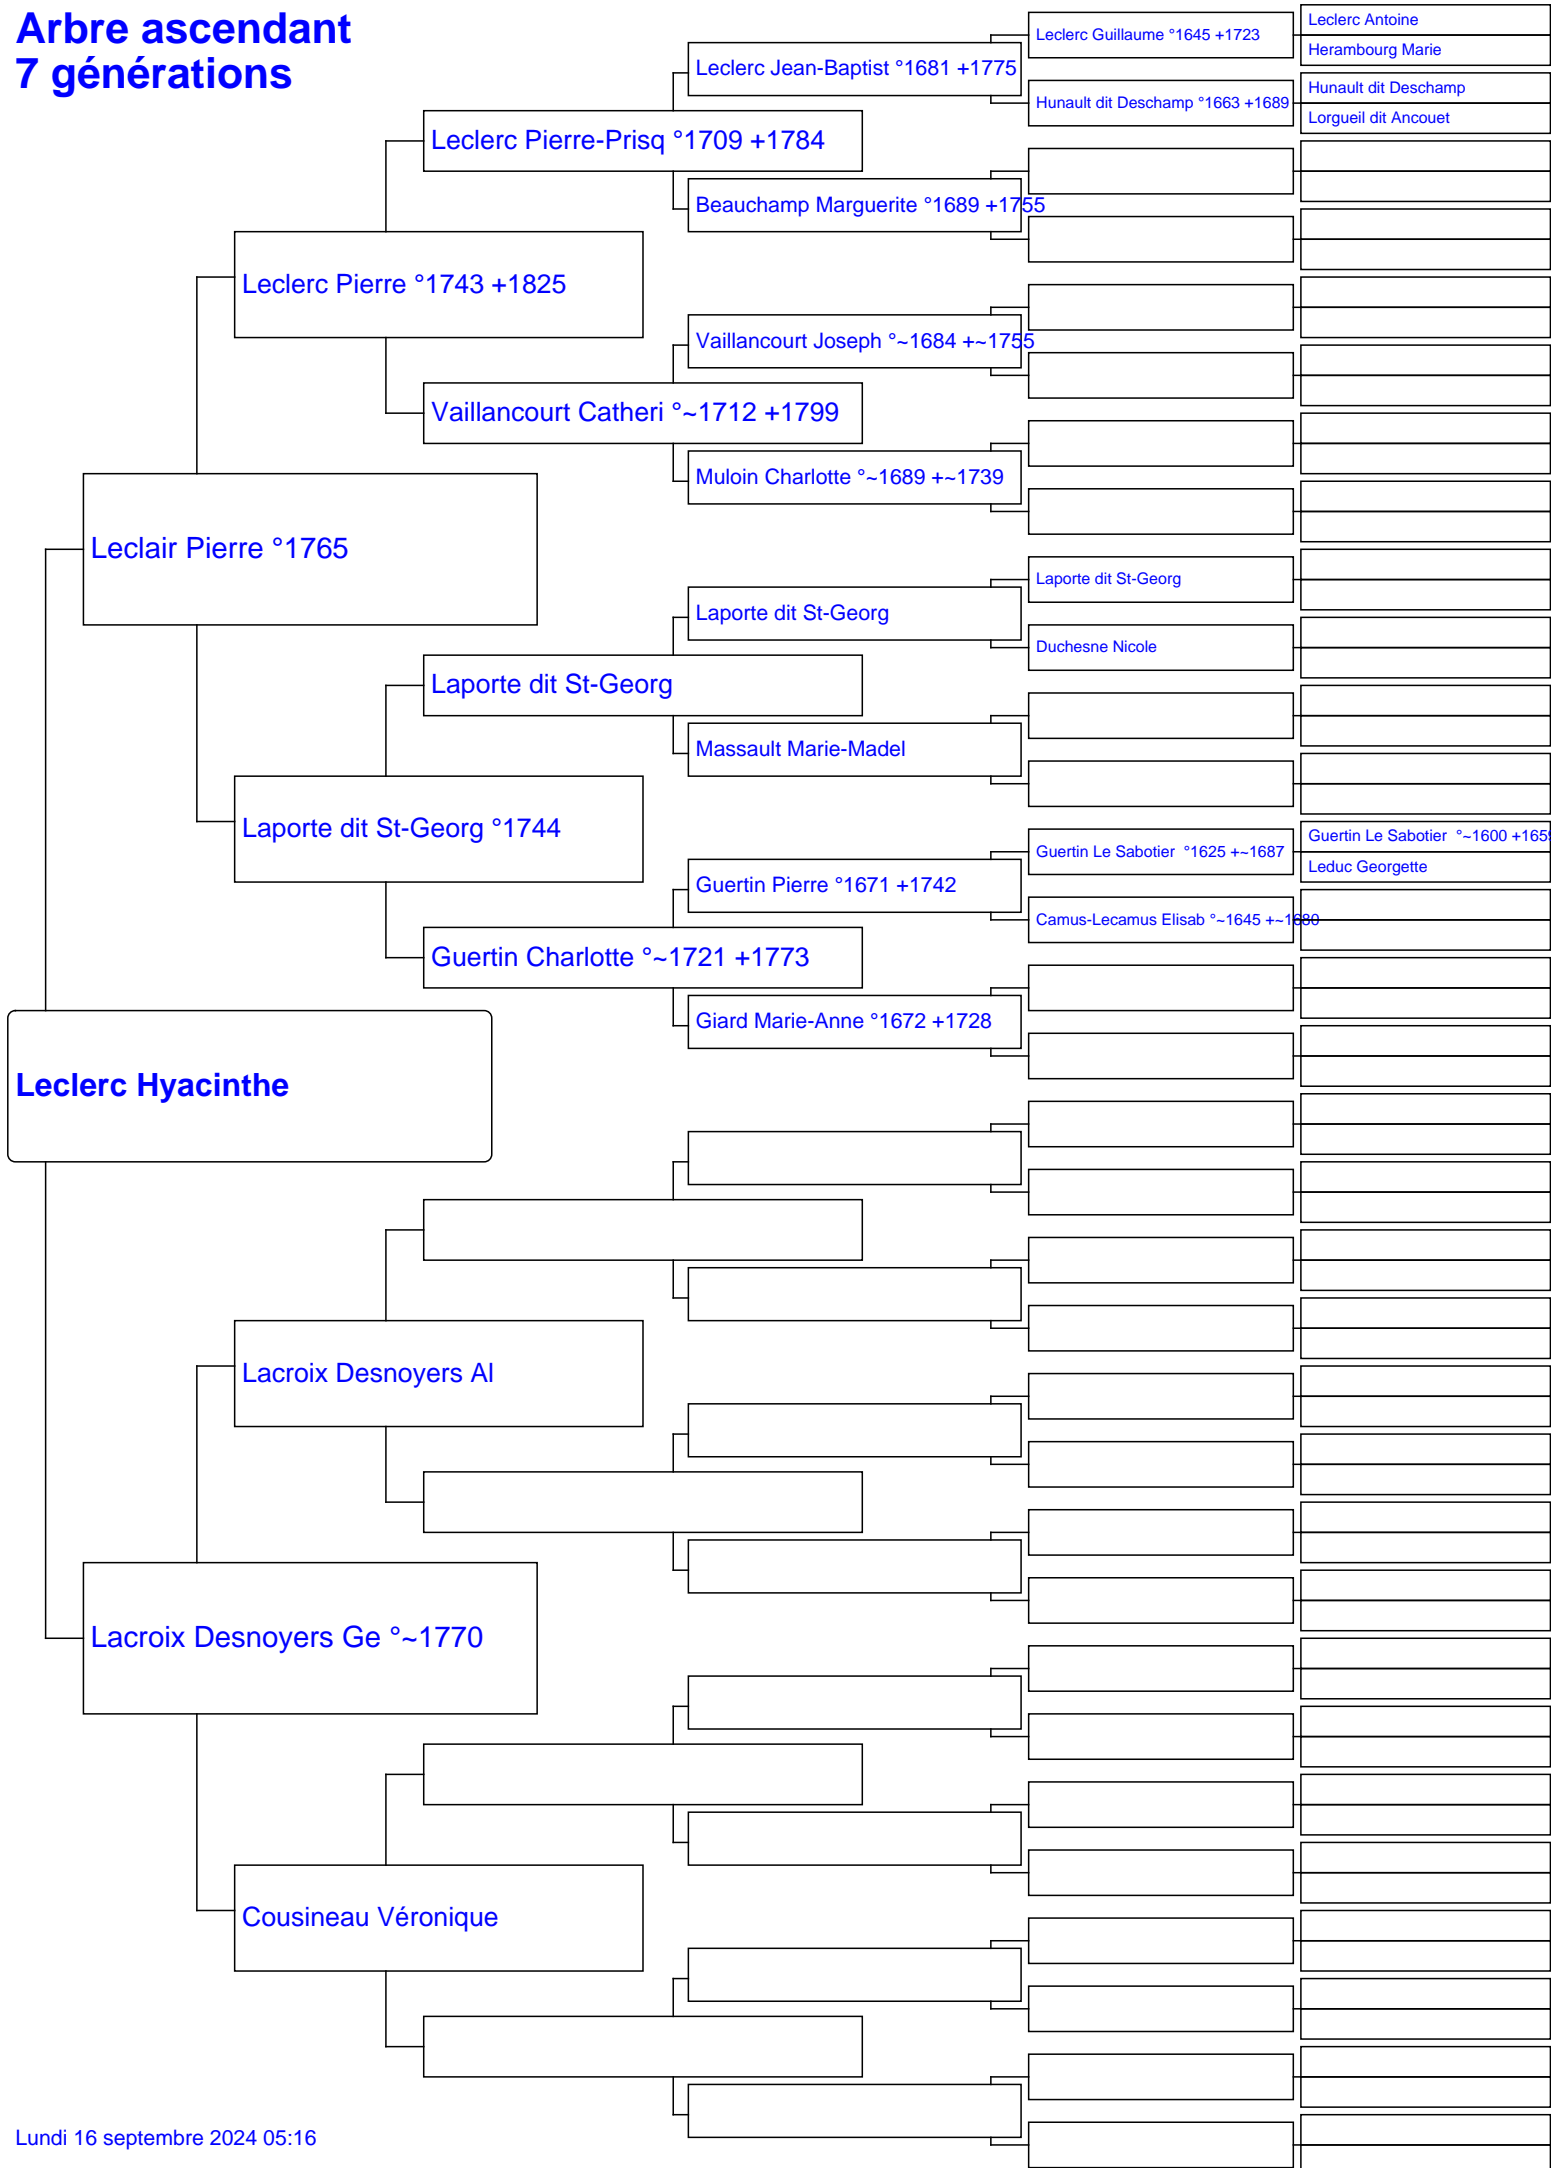 Arbre ascendant
7 générations
Leclerc Antoine
Leclerc Guillaume °1645 +1723
Herambourg Marie
Leclerc Jean-Baptist °1681 +1775
Hunault dit Deschamp
Hunault dit Deschamp °1663 +1689
Lorgueil dit Ancouet
Leclerc Pierre-Prisq °1709 +1784
Beauchamp Marguerite °1689 +1755
Leclerc Pierre °1743 +1825
Vaillancourt Joseph °~1684 +~1755
Vaillancourt Catheri °~1712 +1799
Muloin Charlotte °~1689 +~1739
Leclair Pierre °1765
Laporte dit St-Georg
Laporte dit St-Georg
Duchesne Nicole
Laporte dit St-Georg
Massault Marie-Madel
Laporte dit St-Georg °1744
Guertin Le Sabotier °~1600 +165
Guertin Le Sabotier °1625 +~1687
Leduc Georgette
Guertin Pierre °1671 +1742
Camus-Lecamus Elisab °~1645 +~1680
Guertin Charlotte °~1721 +1773
Giard Marie-Anne °1672 +1728
Leclerc Hyacinthe
Lacroix Desnoyers Al
Lacroix Desnoyers Ge °~1770
Cousineau Véronique
Lundi 16 septembre 2024 05:16